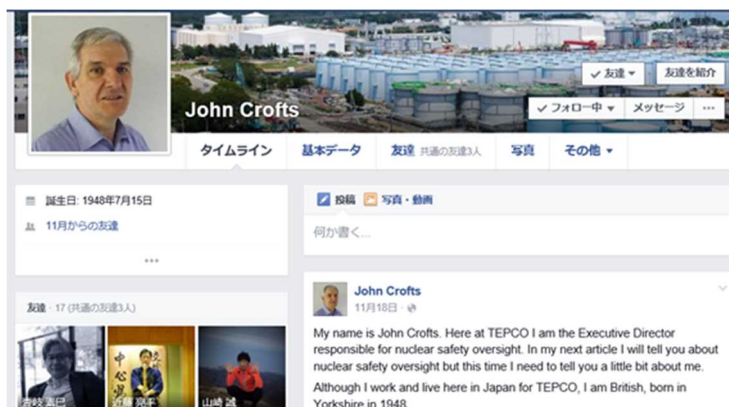 John Crofts
✓ 友達 ▼ 友達を紹介
✓ フォロー中 ▼ メッセージ ···
タイムライン 基本データ 友達 共通の友達3人 写真 その他 ▼
誕生日: 1948年7月15日
11月からの友達
···
友達 · 17 (共通の友達3人)
近藤 亮平 山崎 誠
投稿 写真・動画
何か書く...
John Crofts
11月18日 ·
My name is John Crofts. Here at TEPCO I am the Executive Director
responsible for nuclear safety oversight. In my next article I will tell you about
nuclear safety oversight but this time I need to tell you a little bit about me.
Although I work and live here in Japan for TEPCO, I am British, born in
Yorkshire in 1948.